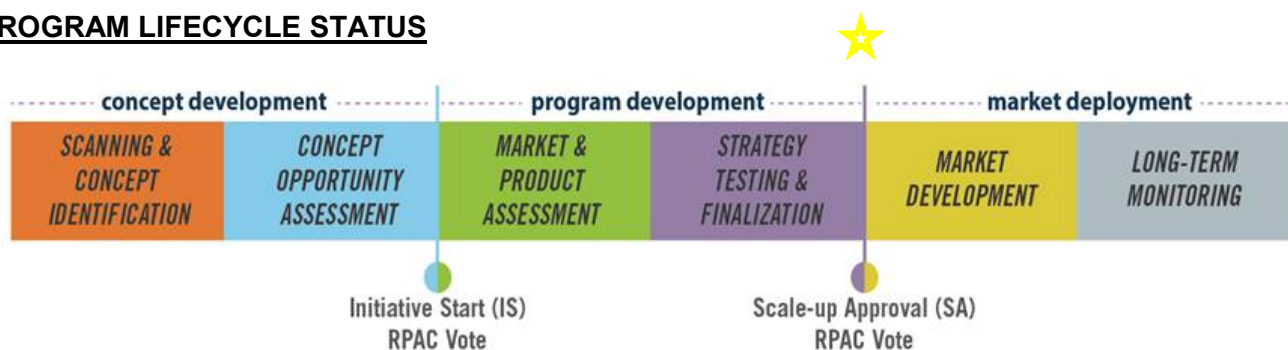 ROGRAM LIFECYCLE STATUS
concept development
program development
market deployment
SCANNING &
CONCEPT
IDENTIFICATION
CONCEPT
OPPORTUNITY
ASSESSMENT
MARKET &
PRODUCT
ASSESSMENT
STRATEGY
TESTING &
FINALIZATION
MARKET
DEVELOPMENT
LONG-TERM
MONITORING
Initiative Start (IS)
RPAC Vote
Scale-up Approval (SA)
RPAC Vote